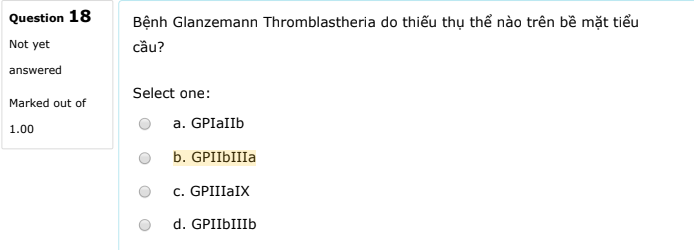 Question 18
Not yet
answered
Marked out of
1.00
Bệnh Glanzemann Thromblastheria do thiếu thụ thể nào trên bề mặt tiểu
cầu?
Select one:
a. GPIaIIb
b. GPIIbIIIa
c. GPIIIaIX
d. GPIIbIIIb